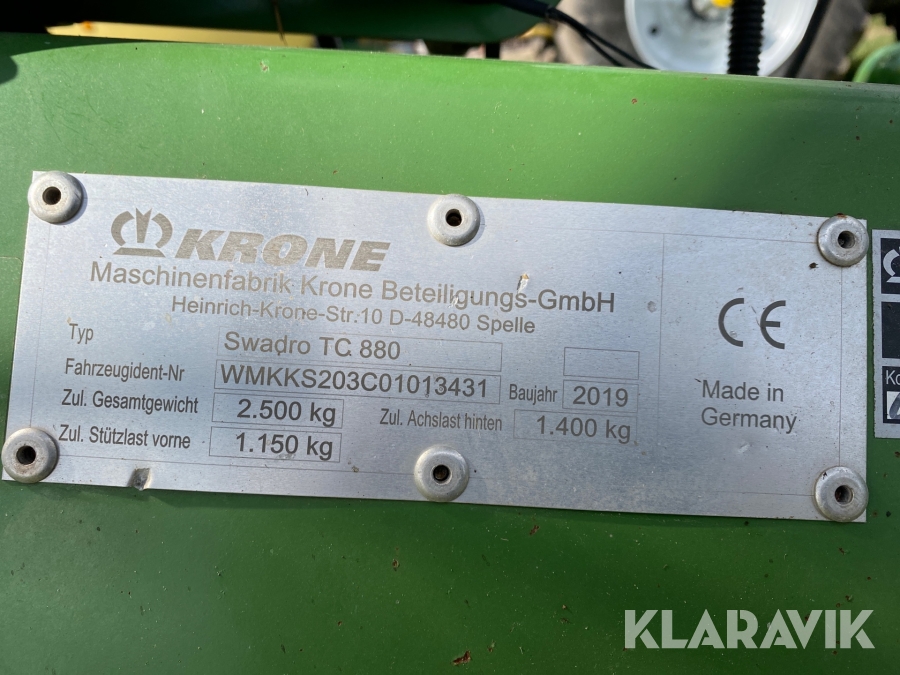 KRONE
Maschinenfabrik Krone Beteiligungs-GmbH
Heinrich-Krone-Str.10 D-48480 Spelle
Typ Swadro TC 880
Fahrzeugident-Nr WMKKS203C01013431 Baujahr 2019
Zul. Gesamtgewicht 2.500 kg Zul. Achslast hinten 1.400 kg
Zul. Stützlast vorne 1.150 kg
CE
Made in
Germany
KLARAVIK